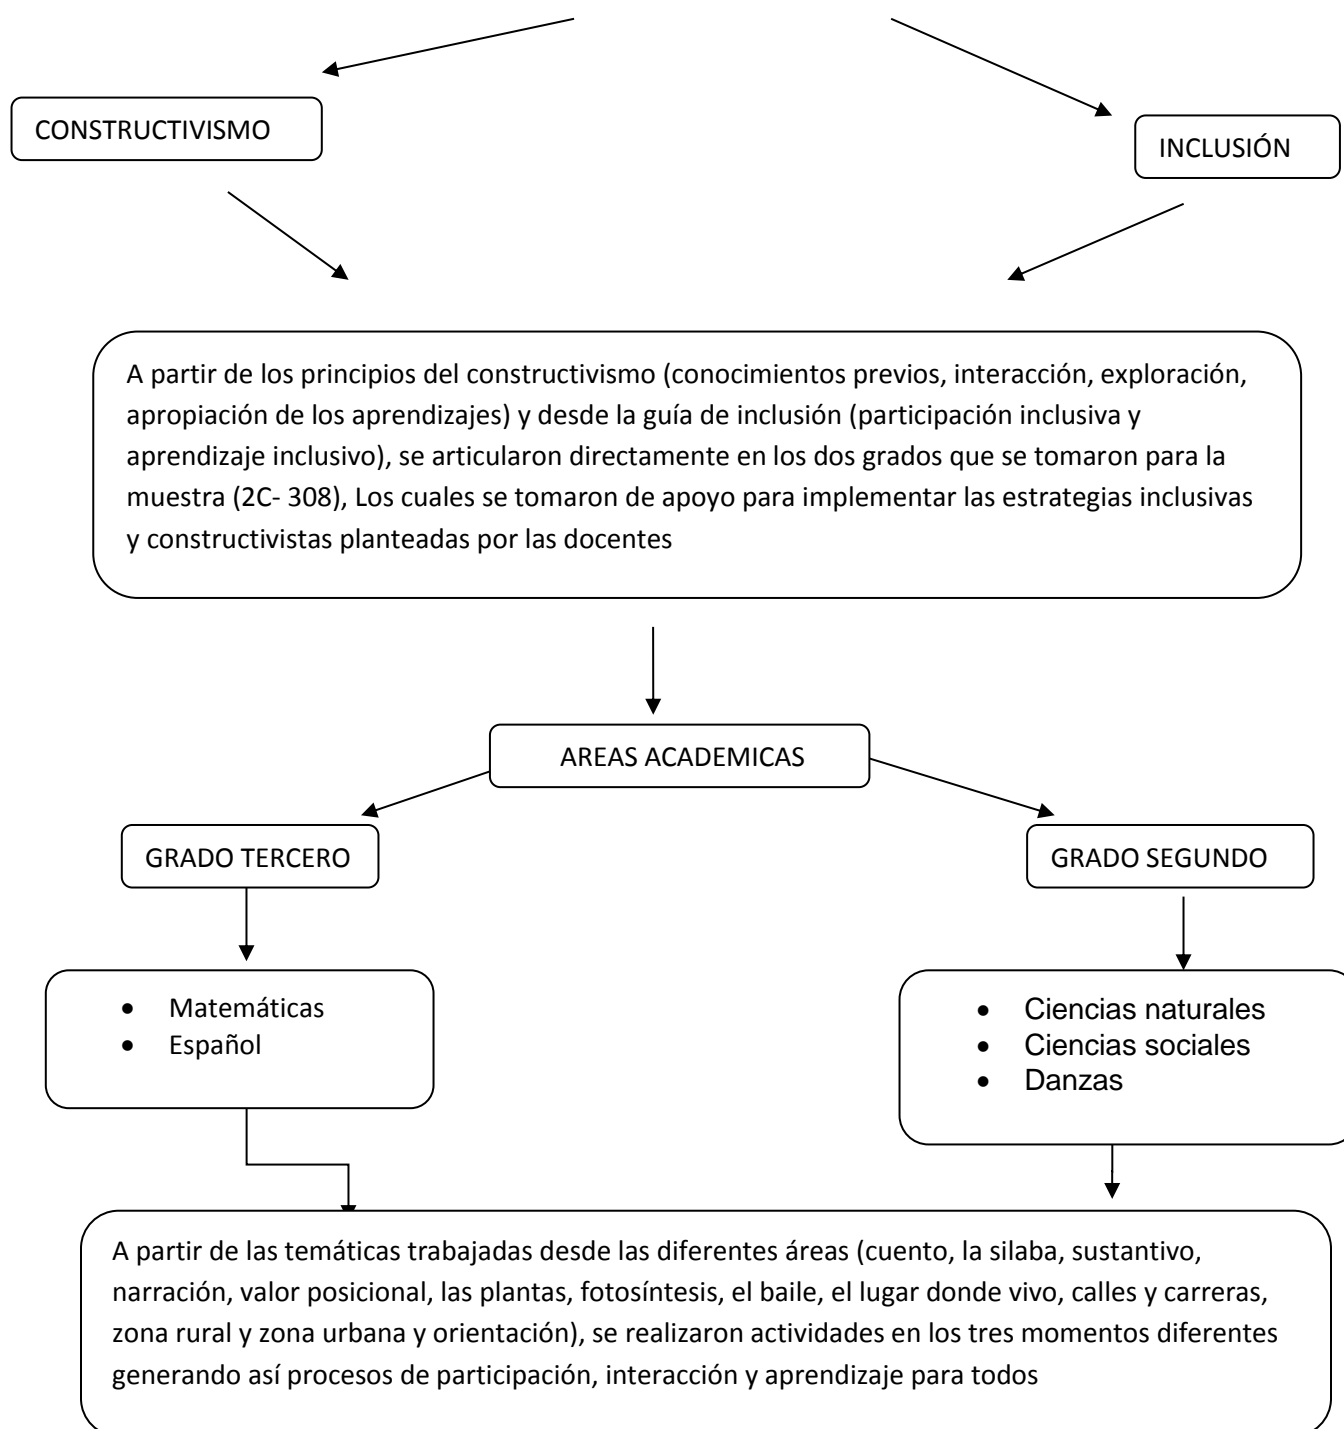 CONSTRUCTIVISMO
INCLUSIÓN
A partir de los principios del constructivismo (conocimientos previos, interacción, exploración,
apropiación de los aprendizajes) y desde la guía de inclusión (participación inclusiva y
aprendizaje inclusivo), se articularon directamente en los dos grados que se tomaron para la
muestra (2C- 308), Los cuales se tomaron de apoyo para implementar las estrategias inclusivas
y constructivistas planteadas por las docentes
AREAS ACADEMICAS
GRADO TERCERO
GRADO SEGUNDO
• Matemáticas
• Español
• Ciencias naturales
• Ciencias sociales
• Danzas
A partir de las temáticas trabajadas desde las diferentes áreas (cuento, la silaba, sustantivo,
narración, valor posicional, las plantas, fotosíntesis, el baile, el lugar donde vivo, calles y carreras,
zona rural y zona urbana y orientación), se realizaron actividades en los tres momentos diferentes
generando así procesos de participación, interacción y aprendizaje para todos